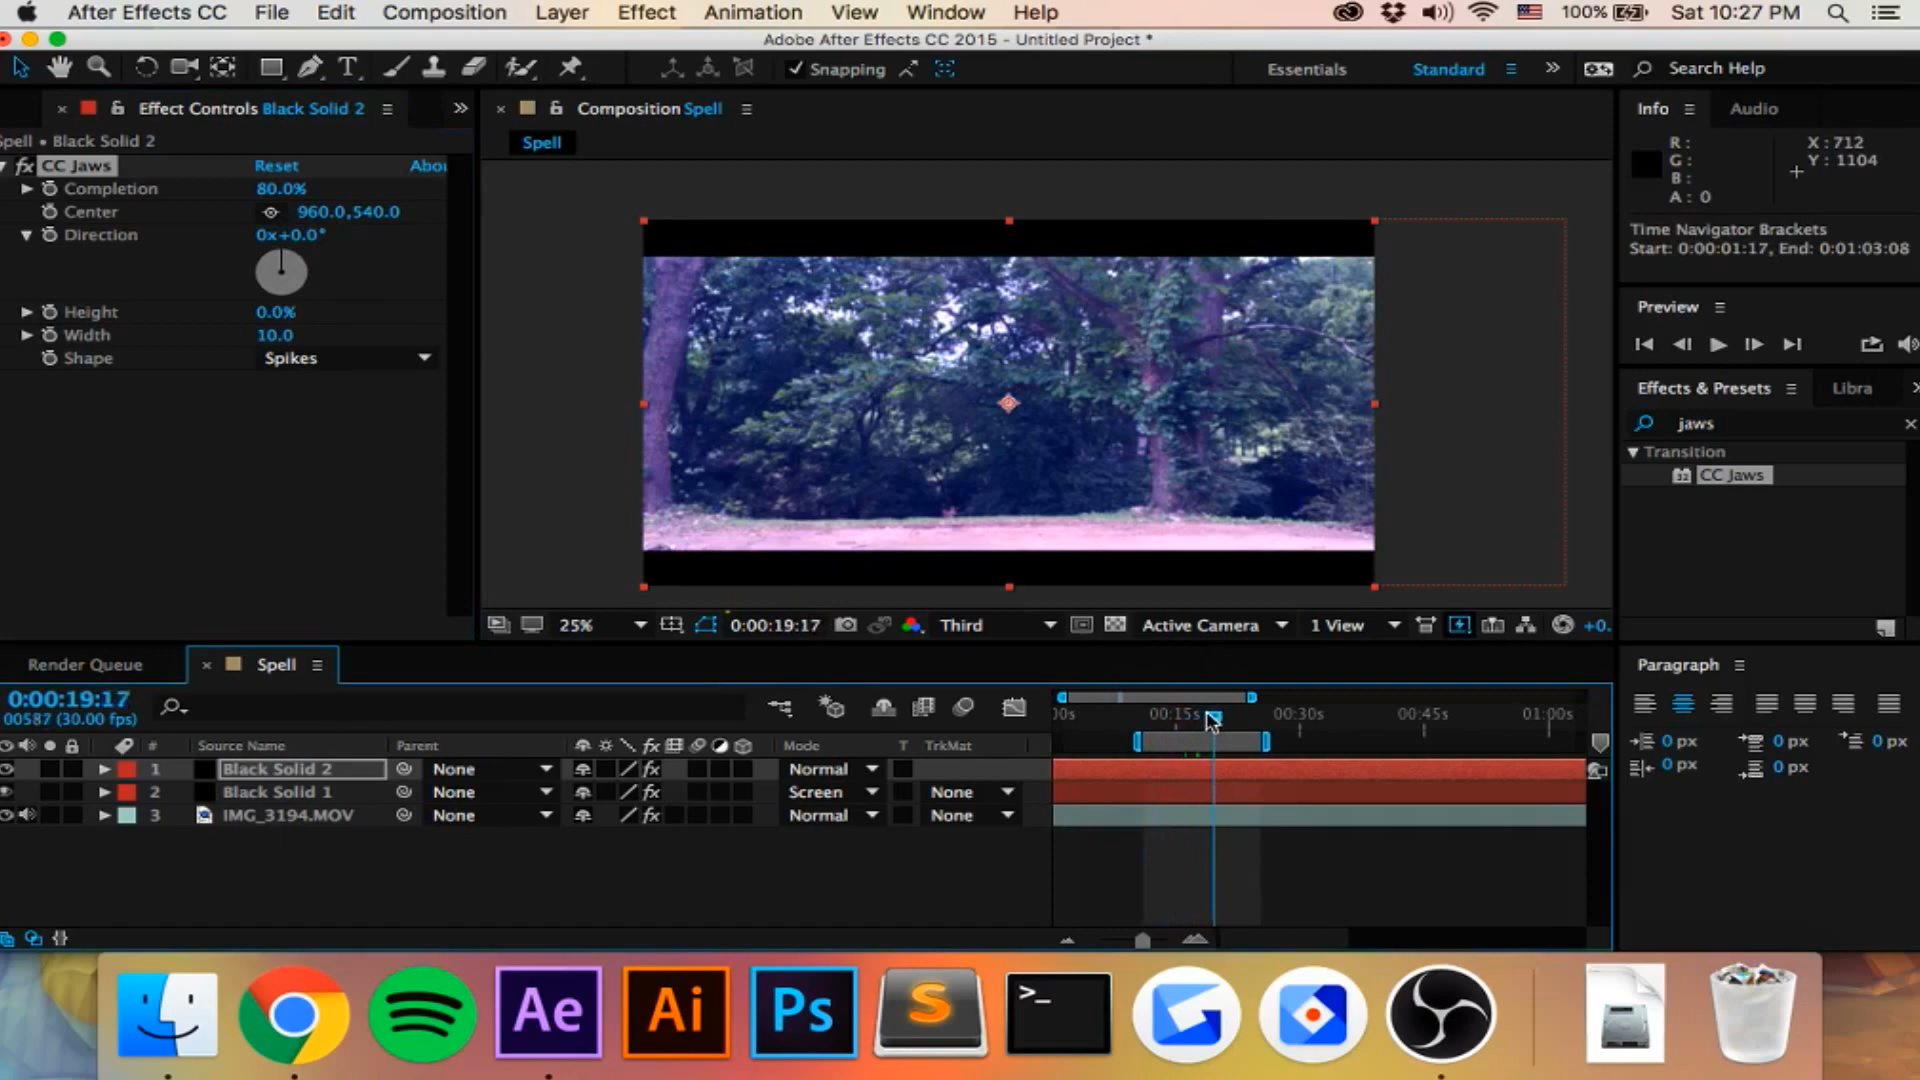 After Effects CC File Edit Composition Layer Effect Animation View Window Help 100% Sat 10:27 PM
Adobe After Effects CC 2015 - Untitled Project *
Snapping Essentials Standard Search Help
Effect Controls Black Solid 2
Composition Spell
Info Audio
Spell • Black Solid 2
Spell
fx CC Jaws Reset Abou
Completion 80.0%
Center 960.0,540.0
Direction 0x+0.0°
Height 0.0%
Width 10.0
Shape Spikes
R :
G :
B :
A : 0
X : 712
Y : 1104
Time Navigator Brackets
Start: 0:00:01:17, End: 0:01:03:08
Preview
Effects & Presets Libra
jaws
Transition
32 CC Jaws
25% 0:00:19:17 Third Active Camera 1 View +0.
Render Queue Spell
Paragraph
0:00:19:17
00587 (30.00 fps)
00s 00:15s 00:30s 00:45s 01:00s
# Source Name Parent fx Mode T TrkMat
1 Black Solid 2 None fx Normal
2 Black Solid 1 None fx Screen None
3 IMG_3194.MOV None fx Normal None
0 px 0 px 0 px
0 px 0 px
Ae Ai Ps S >_